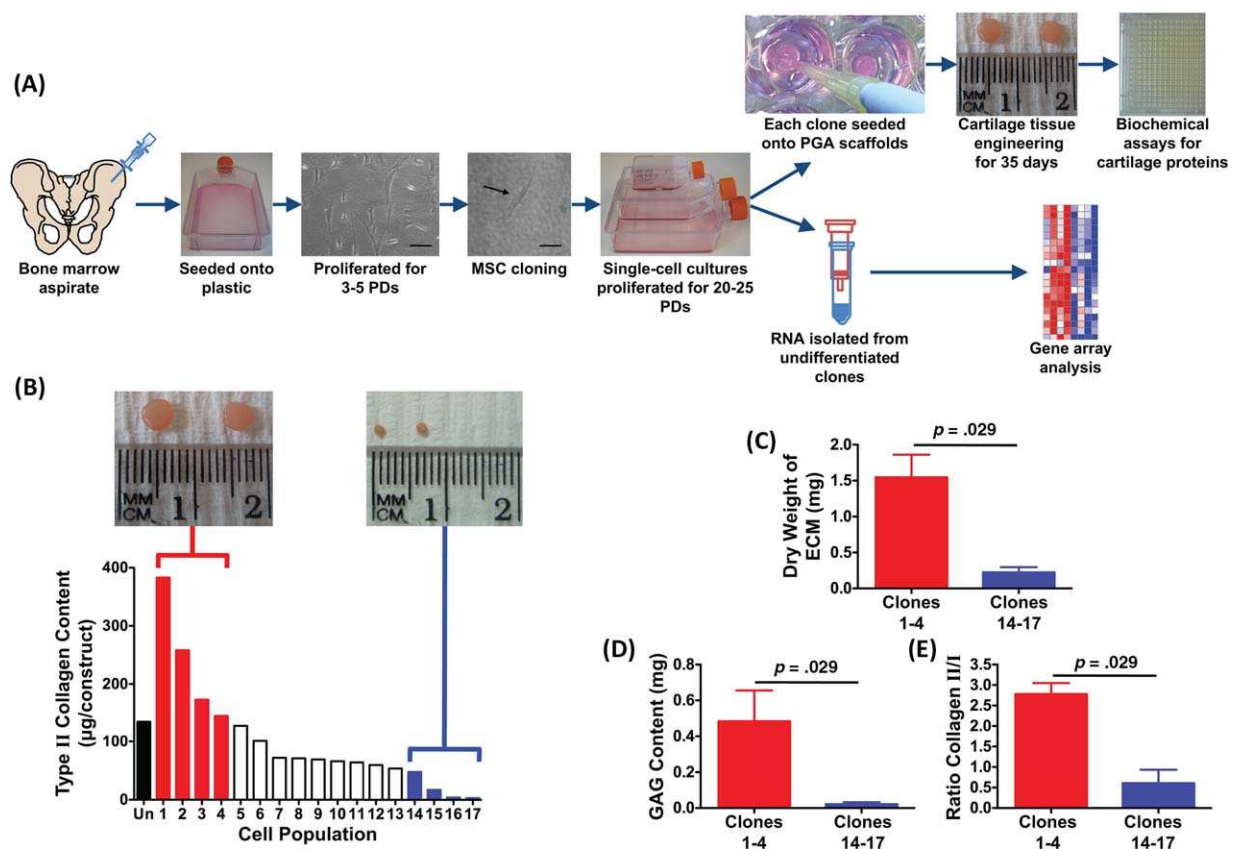 (A)
Bone marrow
aspirate
Seeded onto
plastic
Proliferated for
3-5 PDs
MSC cloning
Single-cell cultures
proliferated for 20-25
PDs
Each clone seeded
onto PGA scaffolds
MM
CM 1 2
Cartilage tissue
engineering
for 35 days
Biochemical
assays for
cartilage proteins
RNA isolated from
undifferentiated
clones
Gene array
analysis
(B)
MM
CM 1 2
MM
CM 1 2
Type II Collagen Content
(µg/construct)
400
300
200
100
0
Un 1 2 3 4 5 6 7 8 9 10 11 12 13 14 15 16 17
Cell Population
(C)
p = .029
Dry Weight of
ECM (mg)
2.0
1.5
1.0
0.5
0.0
Clones
1-4
Clones
14-17
(D)
p = .029
GAG Content (mg)
0.8
0.6
0.4
0.2
0.0
Clones
1-4
Clones
14-17
(E)
p = .029
Ratio Collagen II/I
3.5
3.0
2.5
2.0
1.5
1.0
0.5
0.0
Clones
1-4
Clones
14-17